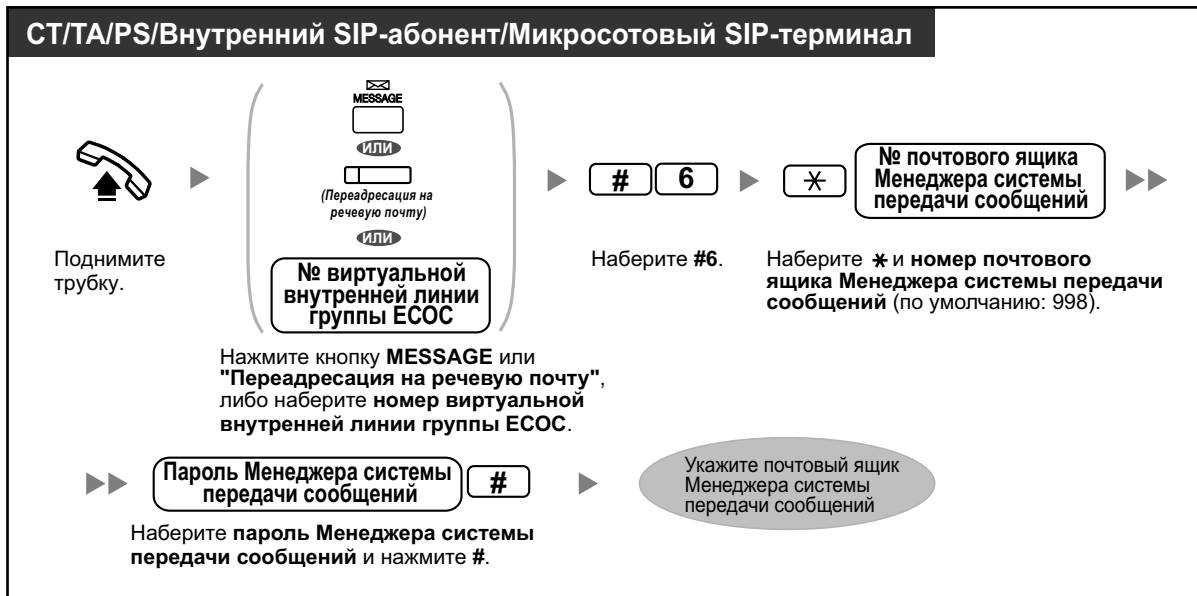 СТ/ТА/PS/Внутренний SIP-абонент/Микросотовый SIP-терминал
MESSAGE
или
(Переадресация на
речевую почту)
или
№ виртуальной
внутренней линии
группы ЕСОС
# 6
✳
№ почтового ящика
Менеджера системы
передачи сообщений
Поднимите
трубку.
Нажмите кнопку MESSAGE или
"Переадресация на речевую почту",
либо наберите номер виртуальной
внутренней линии группы ЕСОС.
Наберите #6.
Наберите ✳ и номер почтового
ящика Менеджера системы передачи
сообщений (по умолчанию: 998).
Пароль Менеджера системы
передачи сообщений
#
Наберите пароль Менеджера системы
передачи сообщений и нажмите #.
Укажите почтовый ящик
Менеджера системы
передачи сообщений